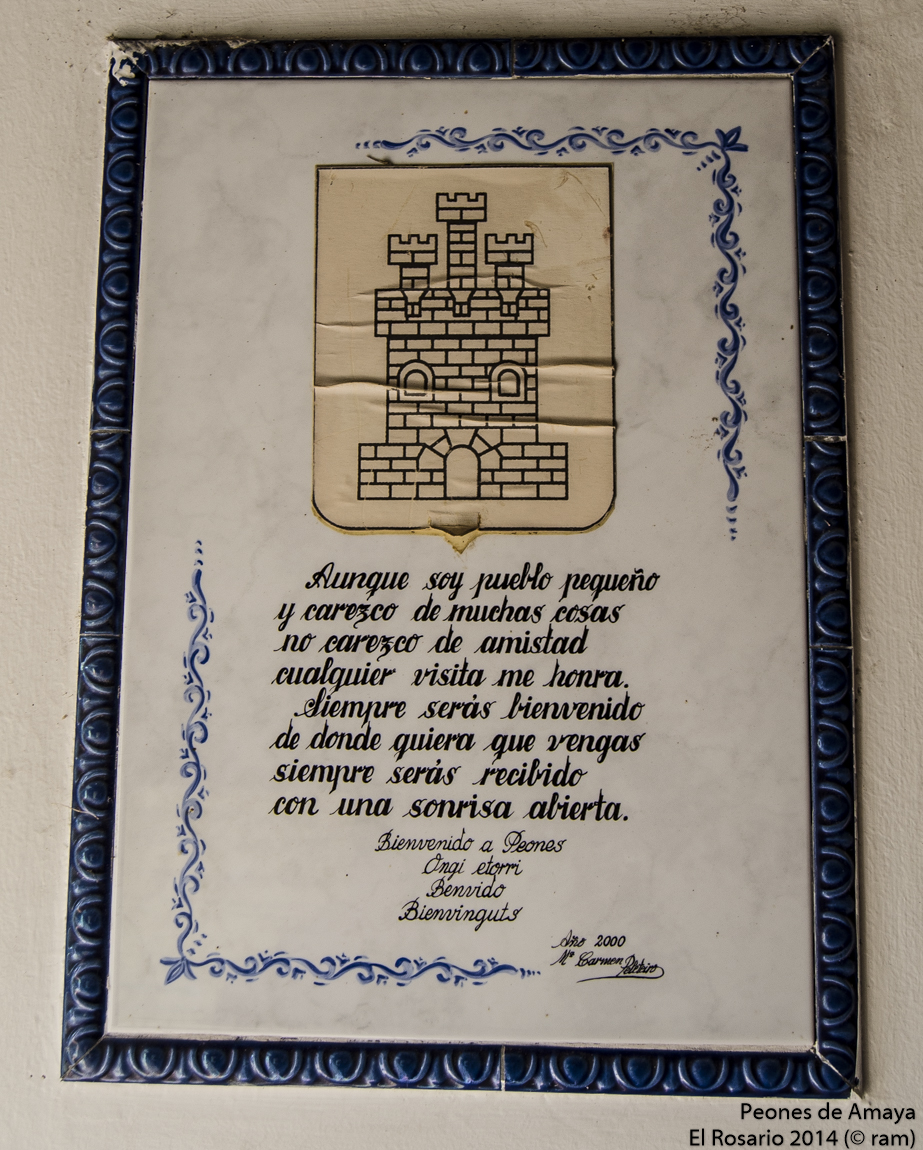 Aunque soy pueblo pequeño
y carezco de muchas cosas
no carezco de amistad
cualquier visita me honra.
Siempre serás bienvenido
de donde quiera que vengas
siempre serás recibido
con una sonrisa abierta.
Bienvenido a Peones
Ongi etorri
Benvido
Bienvinguts
Año 2000
Mª Carmen
Peones de Amaya
El Rosario 2014 (© ram)